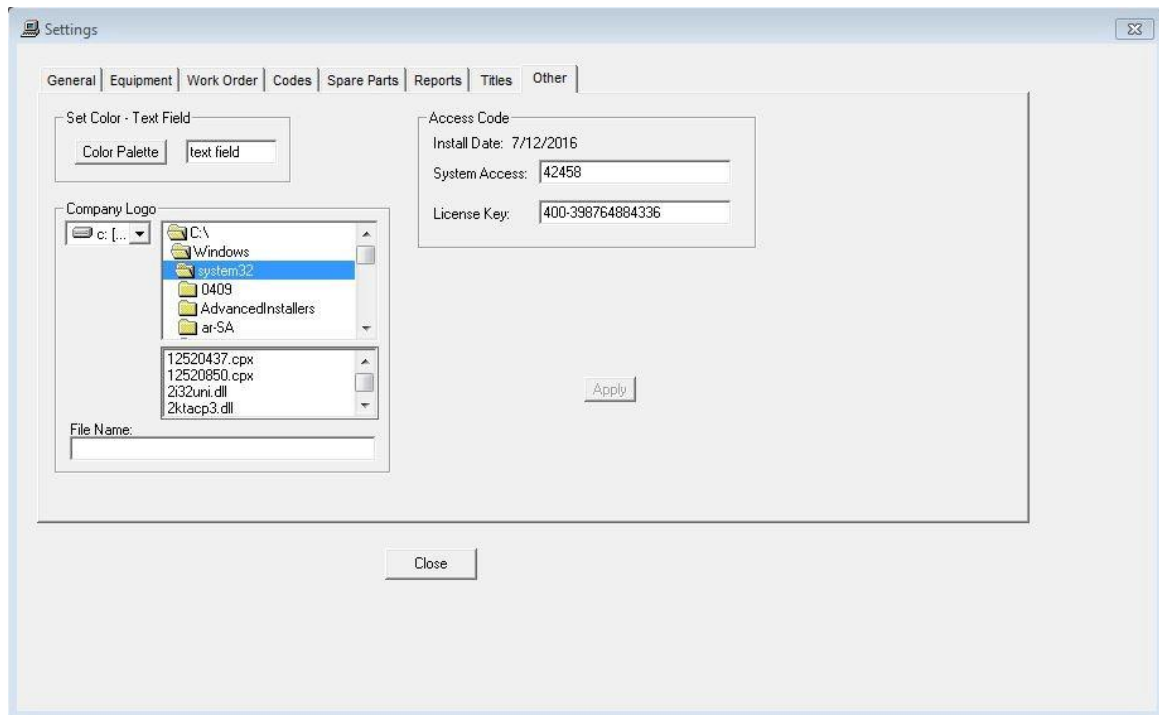 Settings
General Equipment Work Order Codes Spare Parts Reports Titles Other
Set Color - Text Field
Color Palette text field
Company Logo
c: [...
C:\
Windows
system32
0409
AdvancedInstallers
ar-SA
12520437.cpx
12520850.cpx
2i32uni.dll
2ktacp3.dll
File Name:
Access Code
Install Date: 7/12/2016
System Access: 42458
License Key: 400-398764884336
Apply
Close